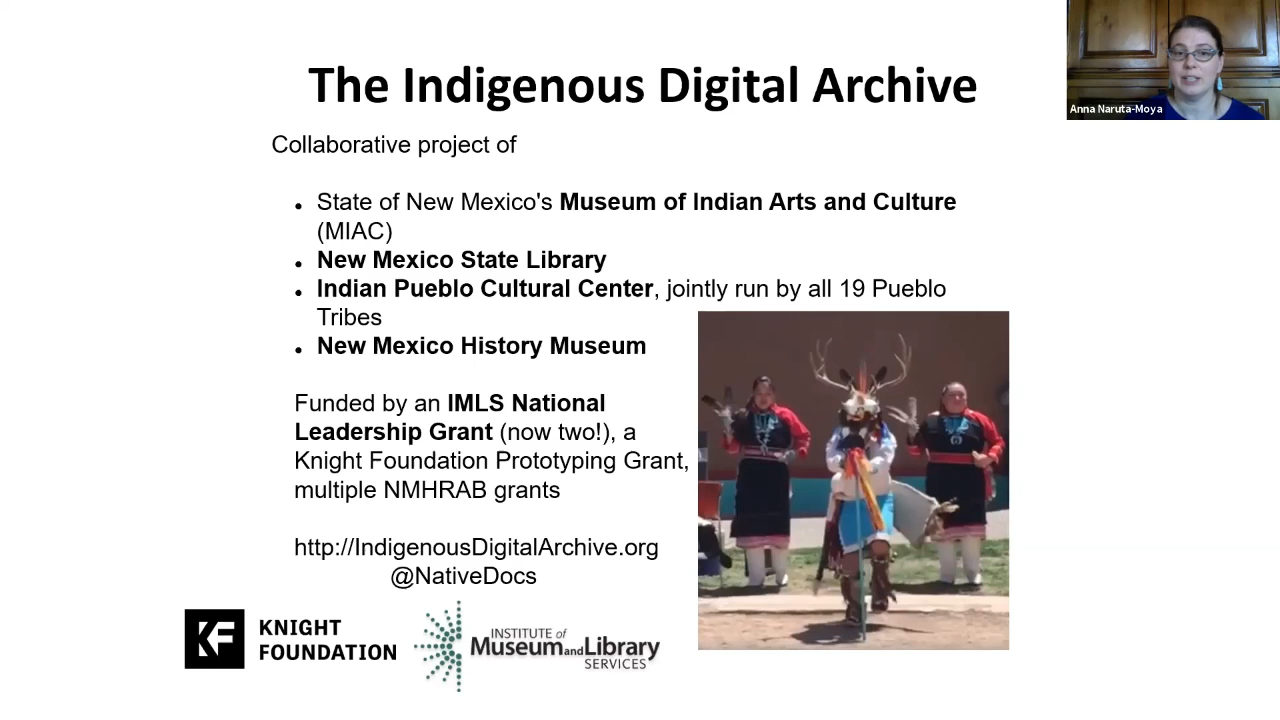 The Indigenous Digital Archive
Anna Naruta-Moya
Collaborative project of
• State of New Mexico's Museum of Indian Arts and Culture
(MIAC)
• New Mexico State Library
• Indian Pueblo Cultural Center, jointly run by all 19 Pueblo
Tribes
• New Mexico History Museum
Funded by an IMLS National
Leadership Grant (now two!), a
Knight Foundation Prototyping Grant,
multiple NMHRAB grants
http://IndigenousDigitalArchive.org
@NativeDocs
KF
KNIGHT
FOUNDATION
INSTITUTE of
Museum and Library
SERVICES